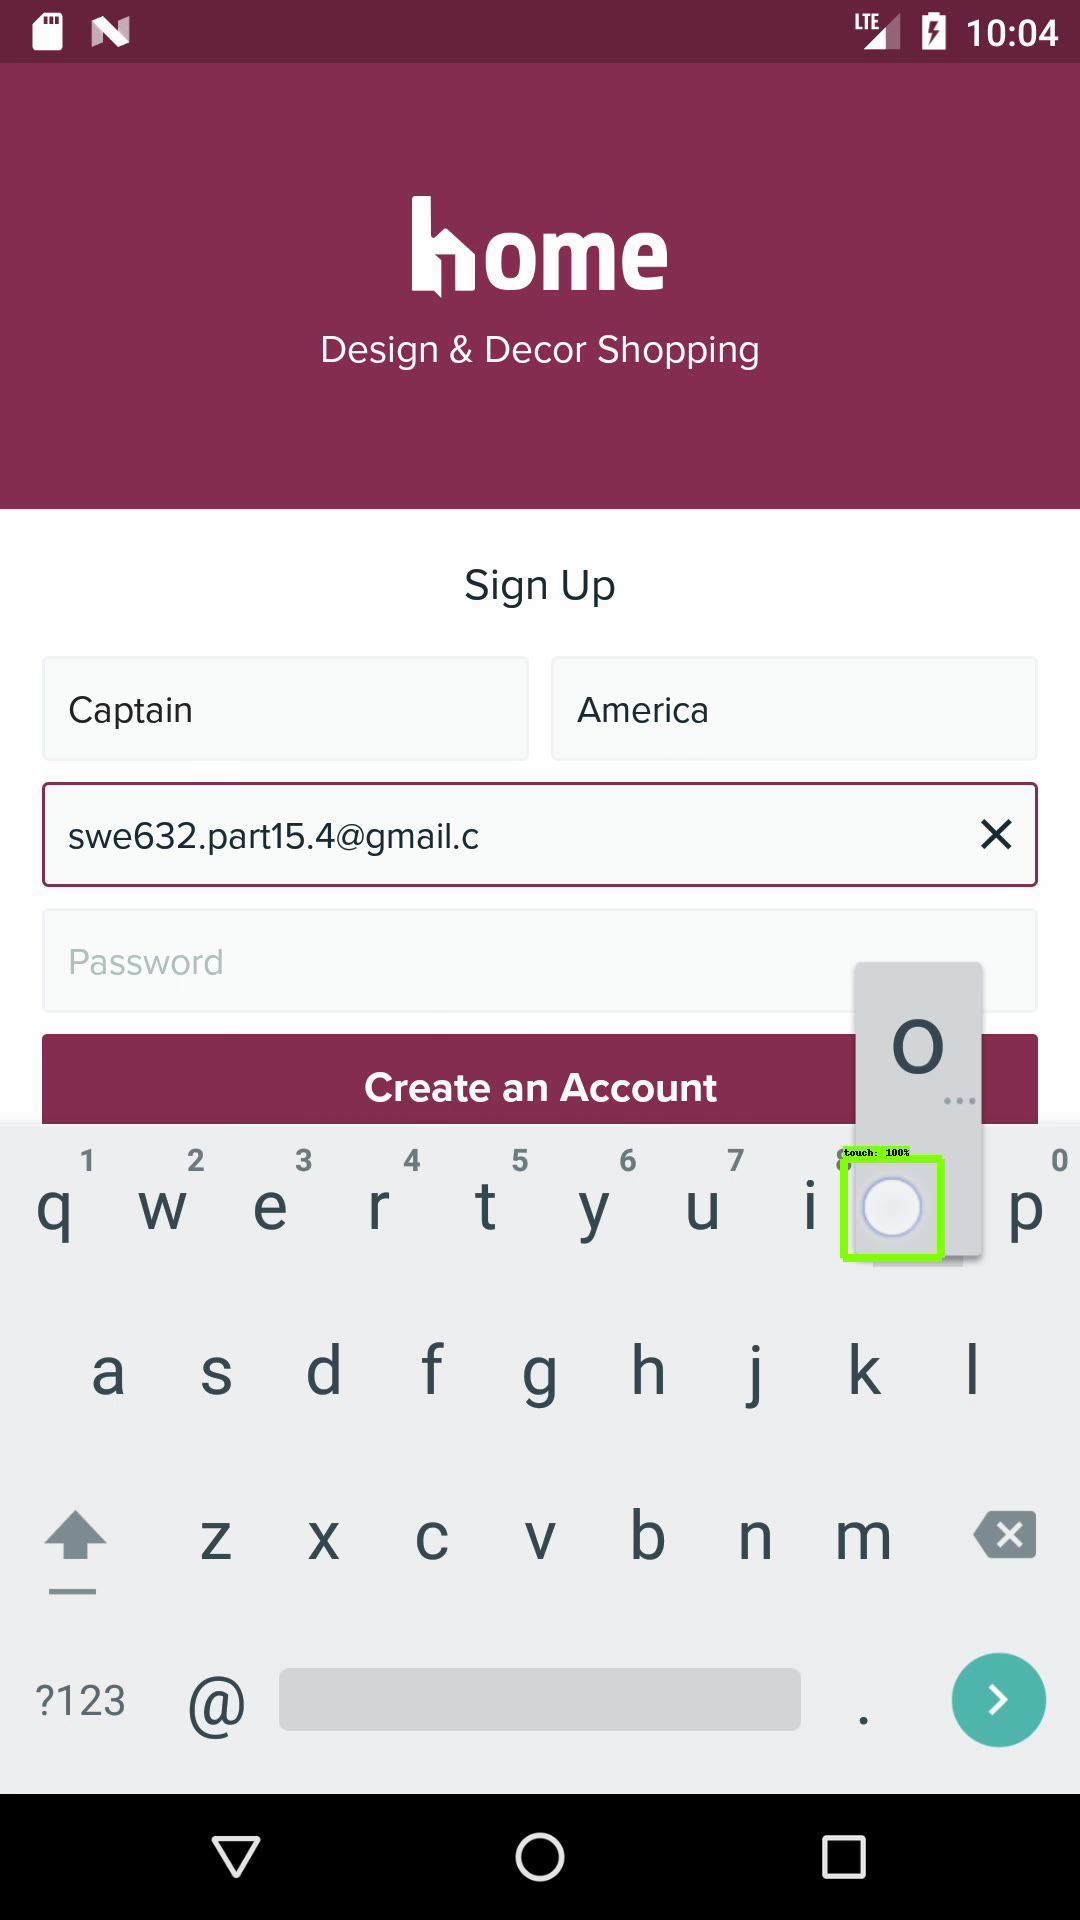 LTE 10:04
home
Design & Decor Shopping
Sign Up
Captain America
swe632.part15.4@gmail.c
Password
Create an Account
o
...
touch: 100%
1 2 3 4 5 6 7 8 0
q w e r t y u i p
a s d f g h j k l
z x c v b n m
?123 @ .